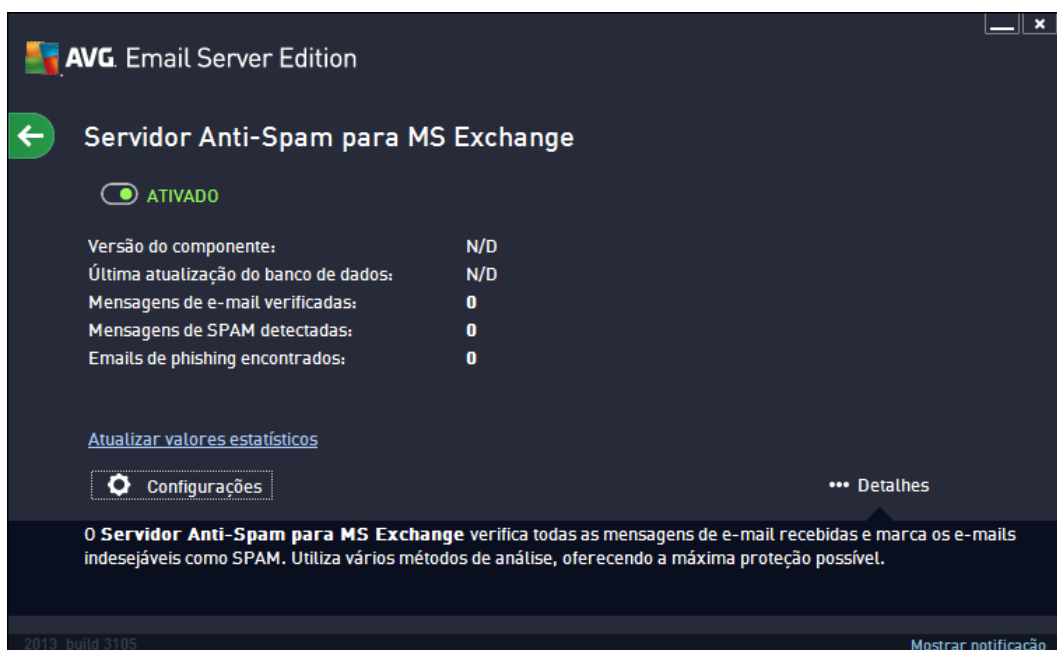 AVG. Email Server Edition
Servidor Anti-Spam para MS Exchange
ATIVADO
Versão do componente: N/D
Última atualização do banco de dados: N/D
Mensagens de e-mail verificadas: 0
Mensagens de SPAM detectadas: 0
Emails de phishing encontrados: 0
Atualizar valores estatísticos
Configurações
••• Detalhes
O Servidor Anti-Spam para MS Exchange verifica todas as mensagens de e-mail recebidas e marca os e-mails
indesejáveis como SPAM. Utiliza vários métodos de análise, oferecendo a máxima proteção possível.
2013 build 3105
Mostrar notificação